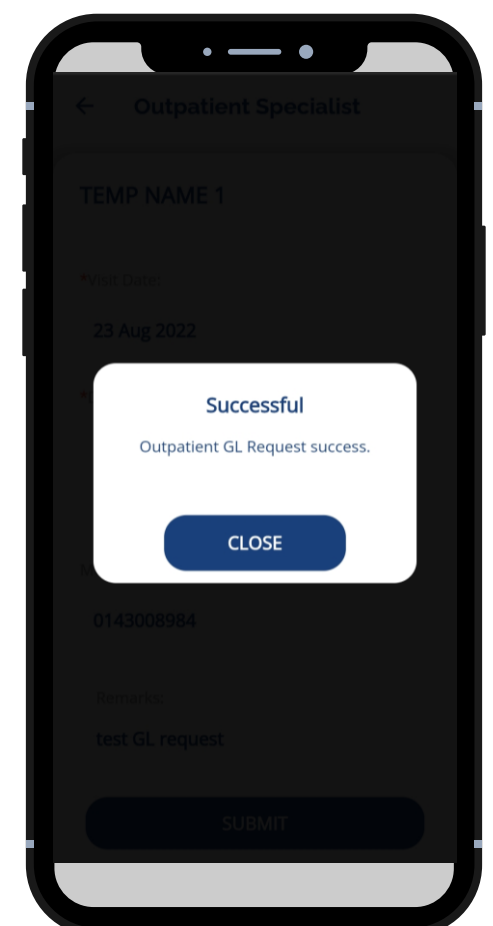 Outpatient Specialist
TEMP NAME 1
*Visit Date:
23 Aug 2022
Successful
Outpatient GL Request success.
CLOSE
0143008984
Remarks:
test GL request
SUBMIT